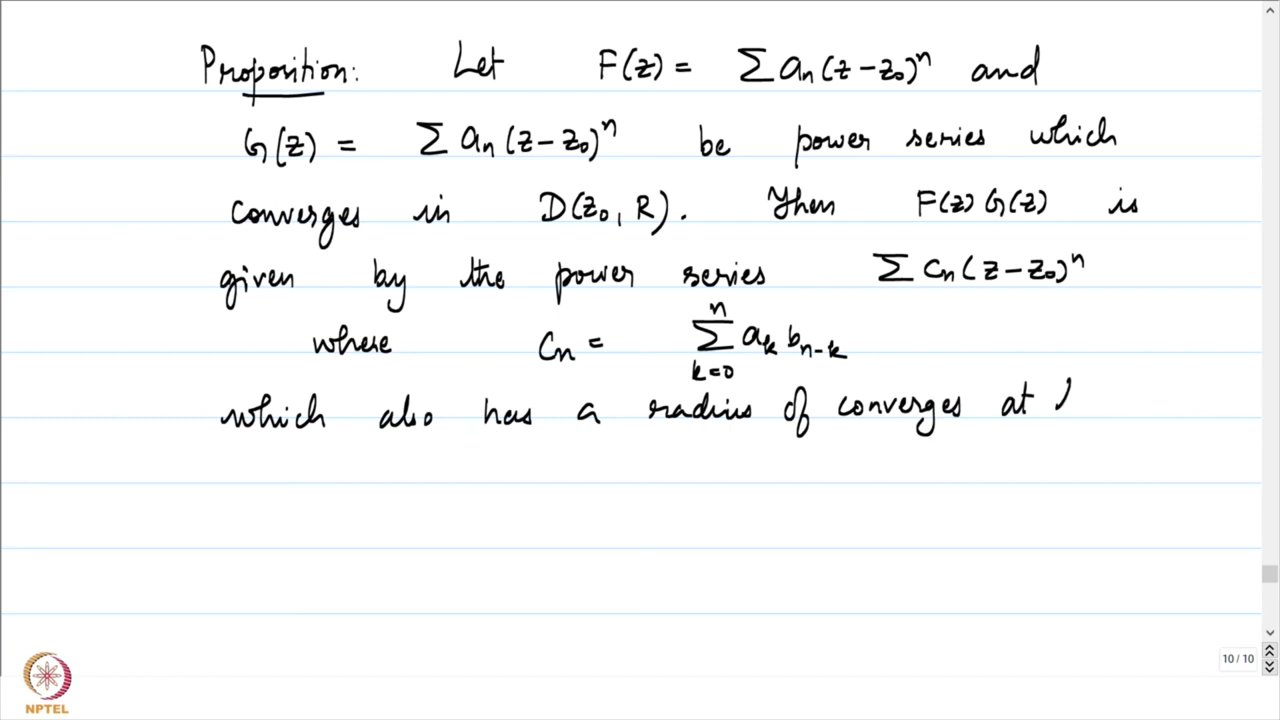 Proposition: Let F(z) = Σ aₙ(z-z₀)ⁿ and
G(z) = Σ aₙ(z-z₀)ⁿ be power series which
converges in D(z₀, R). Then F(z) G(z) is
given by the power series Σ cₙ(z-z₀)ⁿ
where cₙ = Σ_{k=0}^{n} aₖ bₙ₋ₖ
which also has a radius of converges at
10 / 10
NPTEL